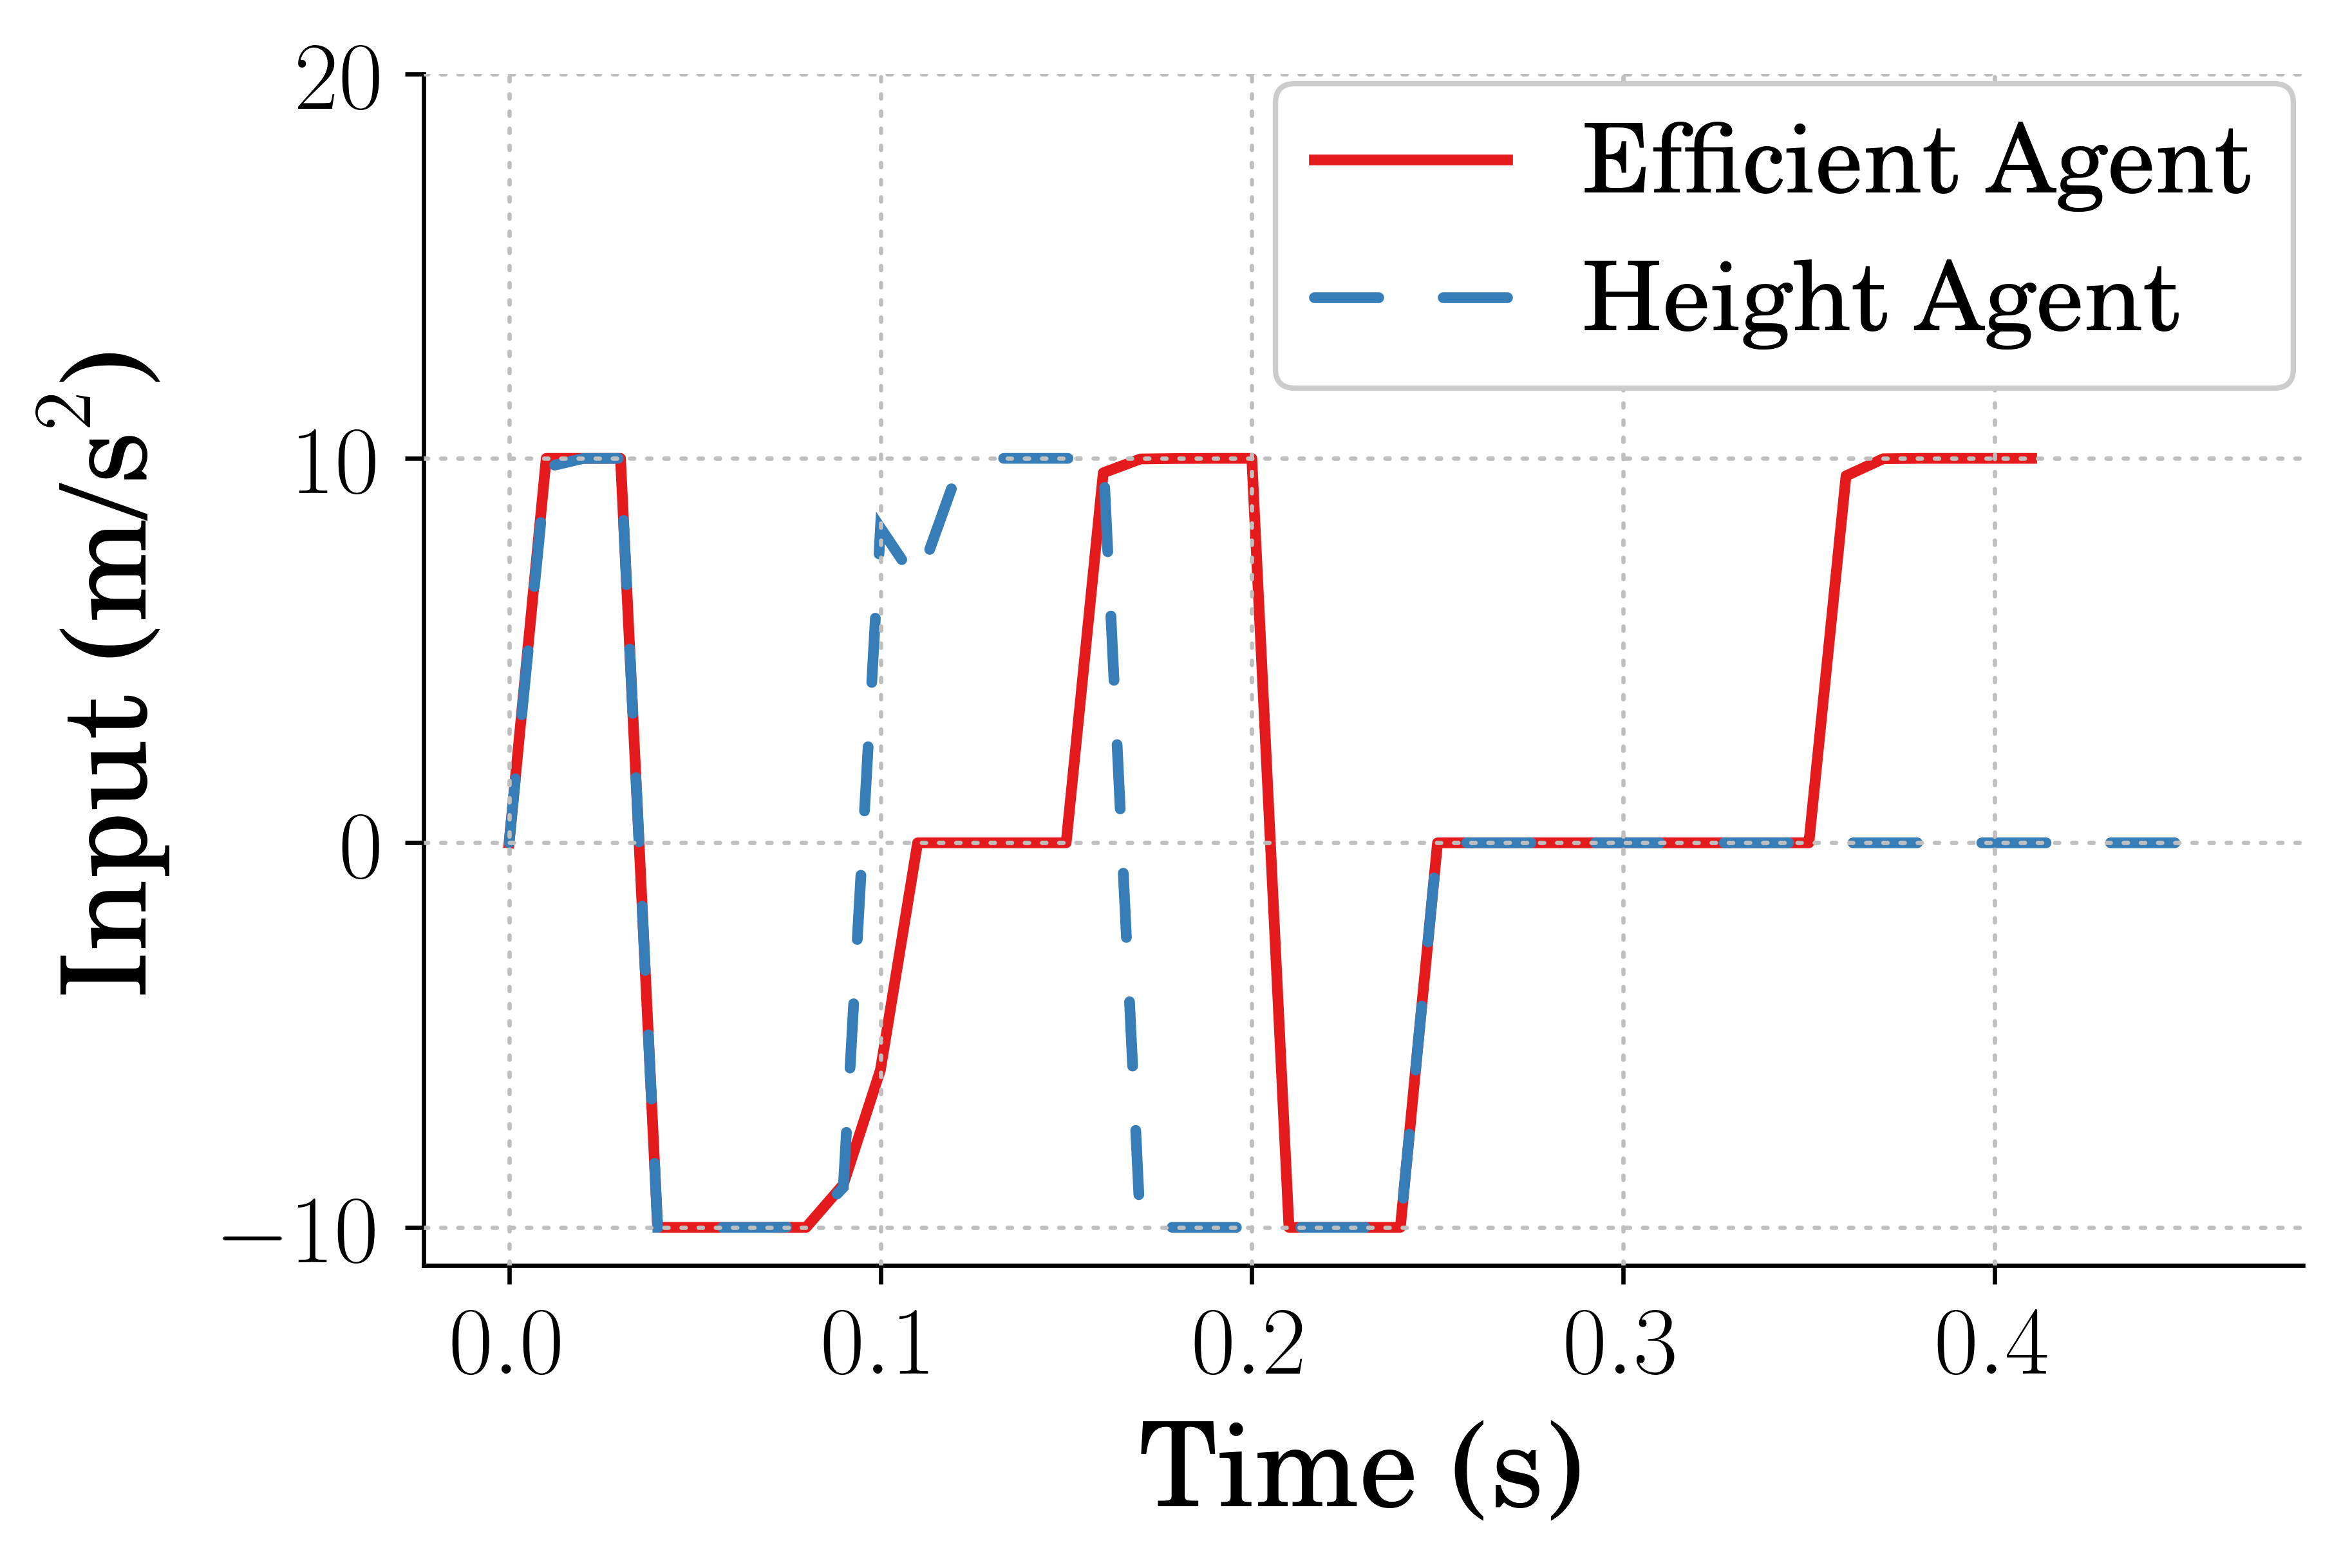 20
10
0
−10
Input (m/s²)
Efficient Agent
Height Agent
0.0 0.1 0.2 0.3 0.4
Time (s)